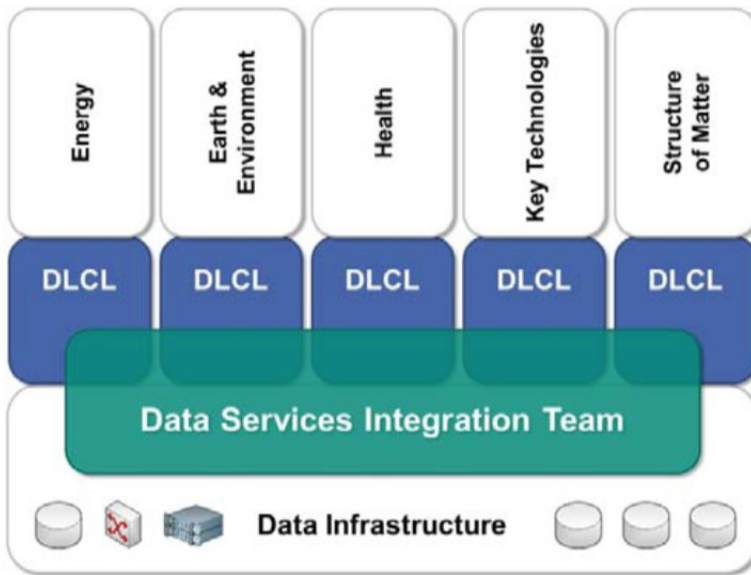 Energy
Earth &
Environment
Health
Key Technologies
Structure
of Matter
DLCL
DLCL
DLCL
DLCL
DLCL
Data Services Integration Team
Data Infrastructure